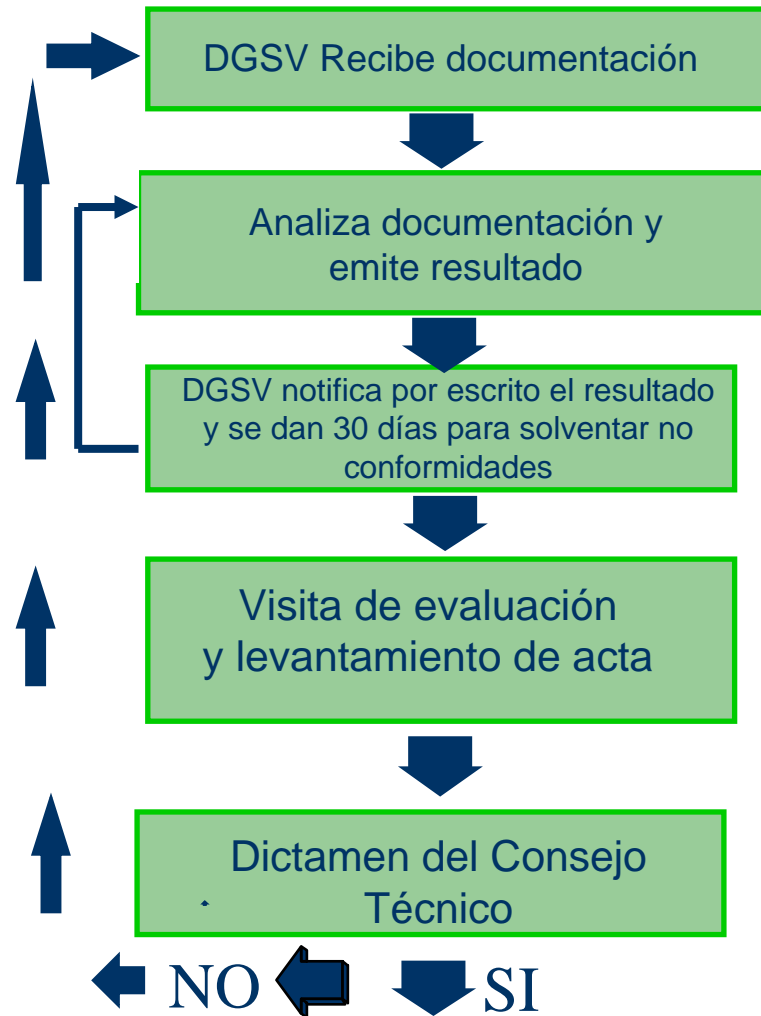 DGSV Recibe documentación
Analiza documentación y
emite resultado
DGSV notifica por escrito el resultado
y se dan 30 días para solventar no
conformidades
Visita de evaluación
y levantamiento de acta
Dictamen del Consejo
Técnico
NO SI